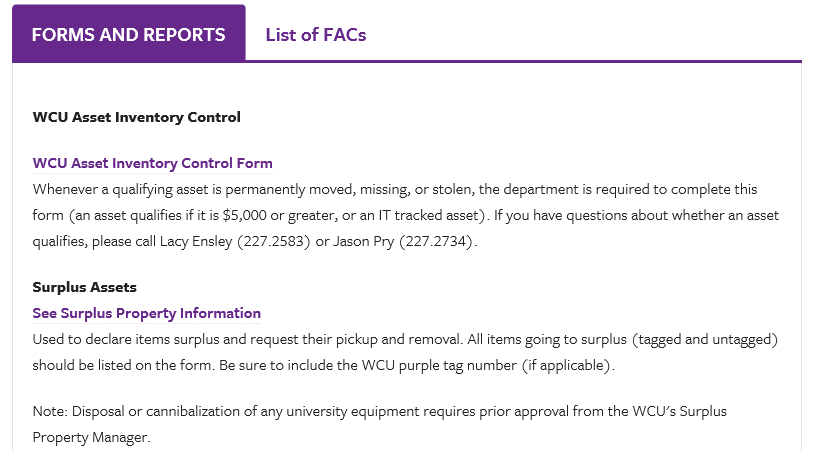 FORMS AND REPORTS
List of FACs
WCU Asset Inventory Control
WCU Asset Inventory Control Form
Whenever a qualifying asset is permanently moved, missing, or stolen, the department is required to complete this
form (an asset qualifies if it is $5,000 or greater, or an IT tracked asset). If you have questions about whether an asset
qualifies, please call Lacy Ensley (227.2583) or Jason Pry (227.2734).
Surplus Assets
See Surplus Property Information
Used to declare items surplus and request their pickup and removal. All items going to surplus (tagged and untagged)
should be listed on the form. Be sure to include the WCU purple tag number (if applicable).
Note: Disposal or cannibalization of any university equipment requires prior approval from the WCU's Surplus
Property Manager.